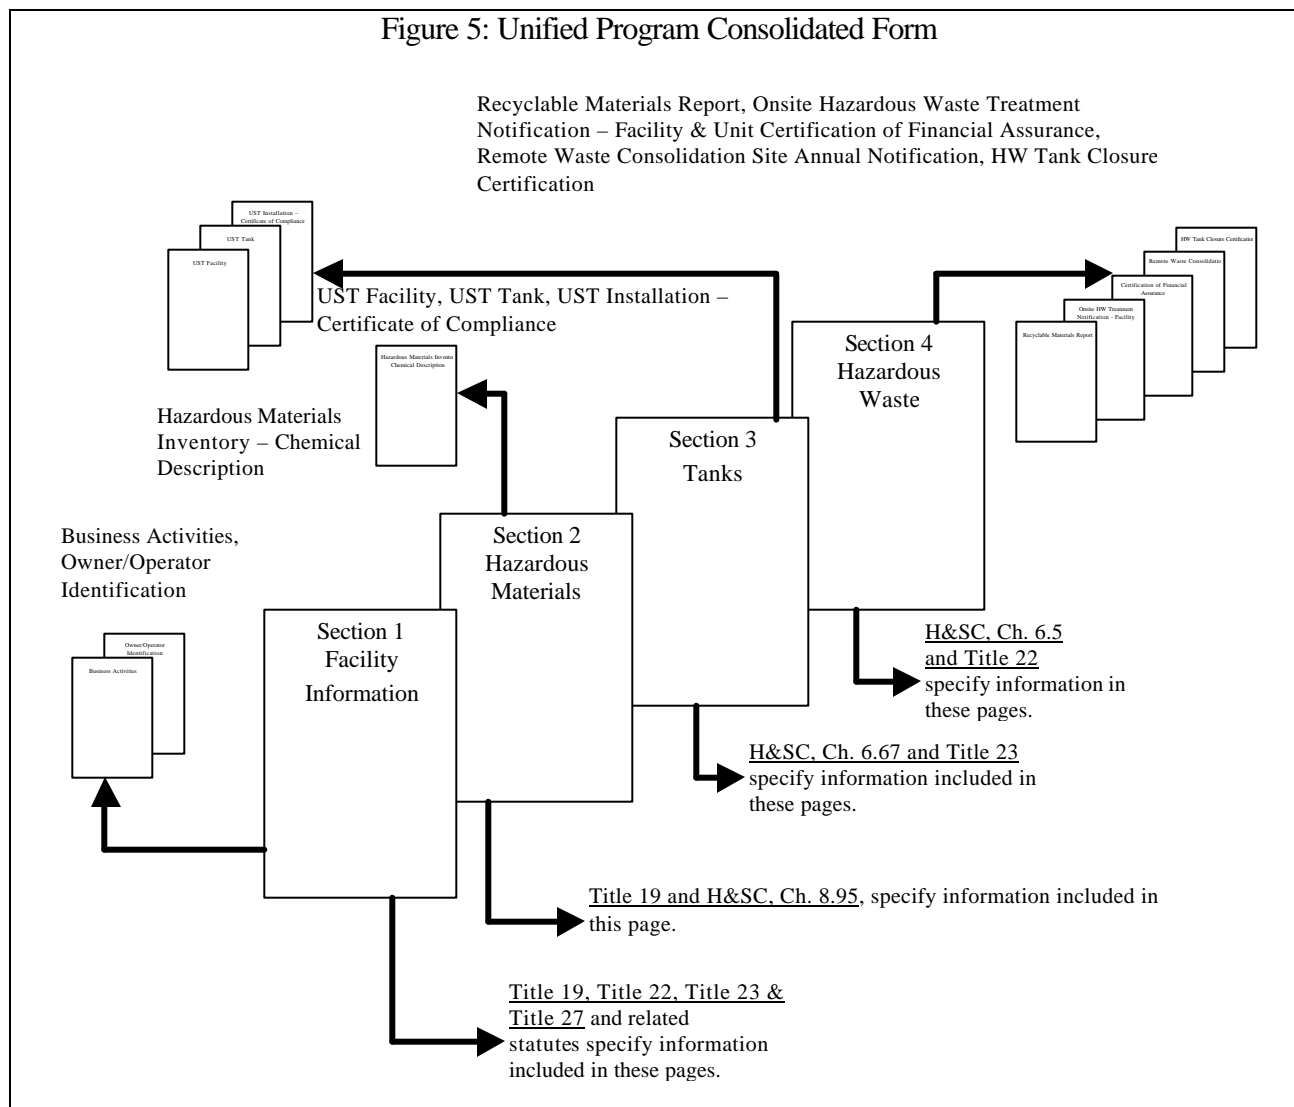 Figure 5: Unified Program Consolidated Form
Recyclable Materials Report, Onsite Hazardous Waste Treatment
Notification – Facility & Unit Certification of Financial Assurance,
Remote Waste Consolidation Site Annual Notification, HW Tank Closure
Certification
UST Installation –
Certificate of Compliance
UST Tank
UST Facility
HW Tank Closure Certification
Remote Waste Consolidatio
Certification of Financial
Assurance
Onsite HW Treatment
Notification - Facility
Recyclable Materials Report
UST Facility, UST Tank, UST Installation –
Certificate of Compliance
Section 4
Hazardous
Waste
Hazardous Materials Invento
Chemical Description
Hazardous Materials
Inventory – Chemical
Description
Section 3
Tanks
Section 2
Hazardous
Materials
Business Activities,
Owner/Operator
Identification
Section 1
Facility
Information
Owner/Operator
Identification
Business Activities
H&SC, Ch. 6.5
and Title 22
specify information in
these pages.
H&SC, Ch. 6.67 and Title 23
specify information included in
these pages.
Title 19 and H&SC, Ch. 8.95, specify information included in
this page.
Title 19, Title 22, Title 23 &
Title 27 and related
statutes specify information
included in these pages.